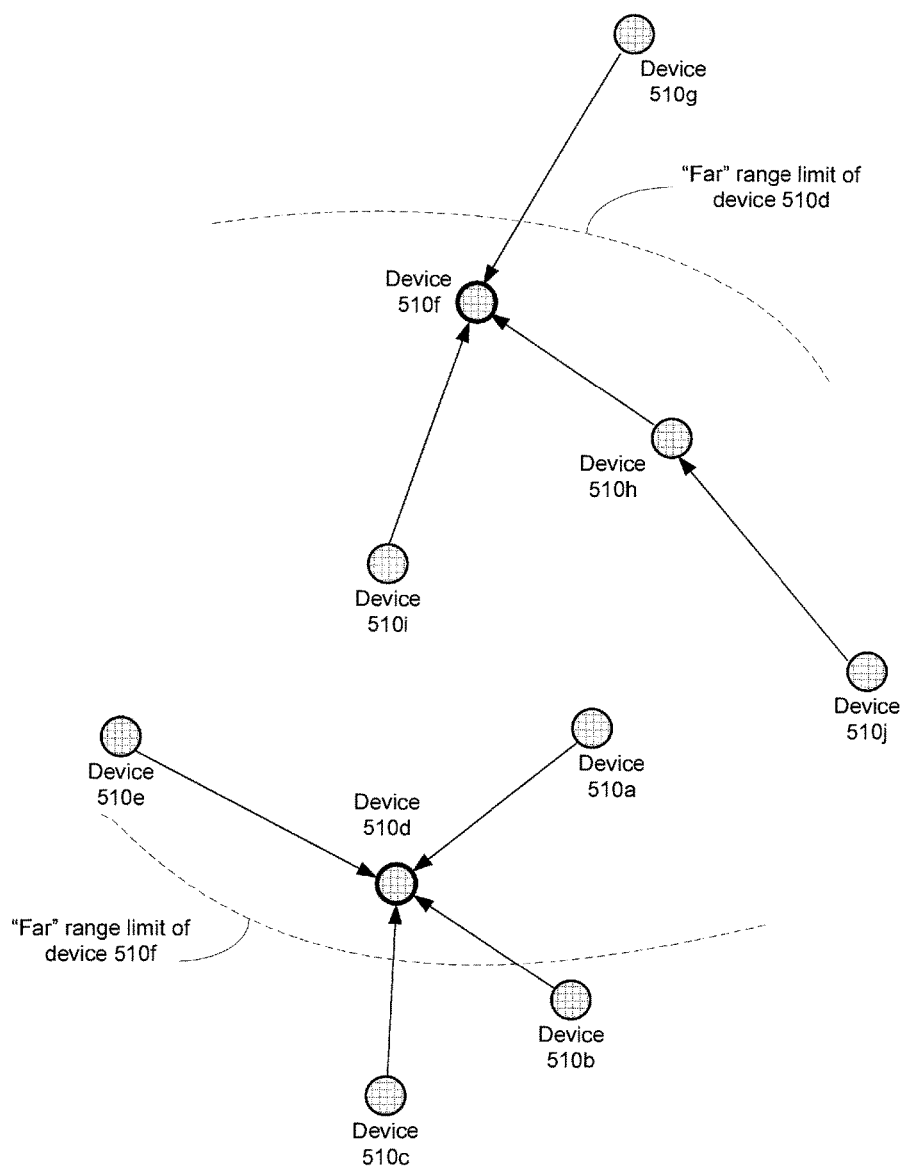 Device
510g
"Far" range limit of
device 510d
Device
510f
Device
510h
Device
510i
Device
510j
Device
510e
Device
510a
Device
510d
"Far" range limit of
device 510f
Device
510b
Device
510c